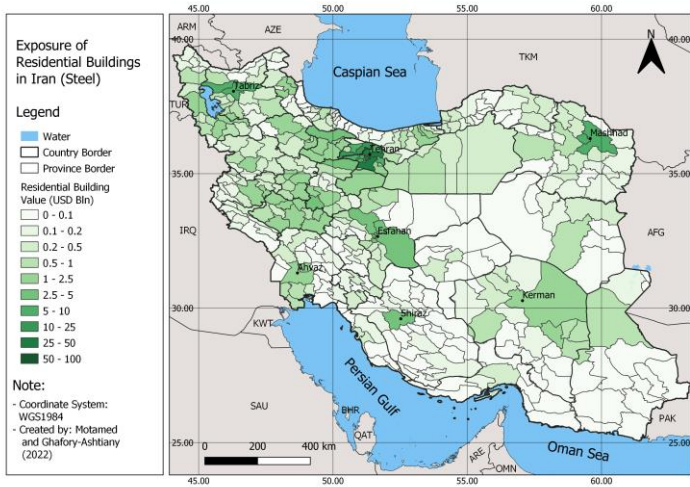 Exposure of
Residential Buildings
in Iran (Steel)
Legend
Water
Country Border
Province Border
Residential Building
Value (USD Bln)
0 - 0.1
0.1 - 0.2
0.2 - 0.5
0.5 - 1
1 - 2.5
2.5 - 5
5 - 10
10 - 25
25 - 50
50 - 100
Note:
- Coordinate System:
WGS1984
- Created by: Motamed
and Ghafory-Ashtiany
(2022)
45.00 50.00 55.00 60.00
40.00 40.00
ARM AZE
TKM
N
Caspian Sea
Tabriz
TUR
Mashhad
Tehran
35.00 35.00
IRQ
Esfahan
AFG
Ahvaz
Kerman
30.00 30.00
Shiraz
KWT
Persian Gulf
SAU
BHR
QAT
PAK
25.00 25.00
0 200 400 km
ARE
OMN
Oman Sea
45.00 50.00 55.00 60.00